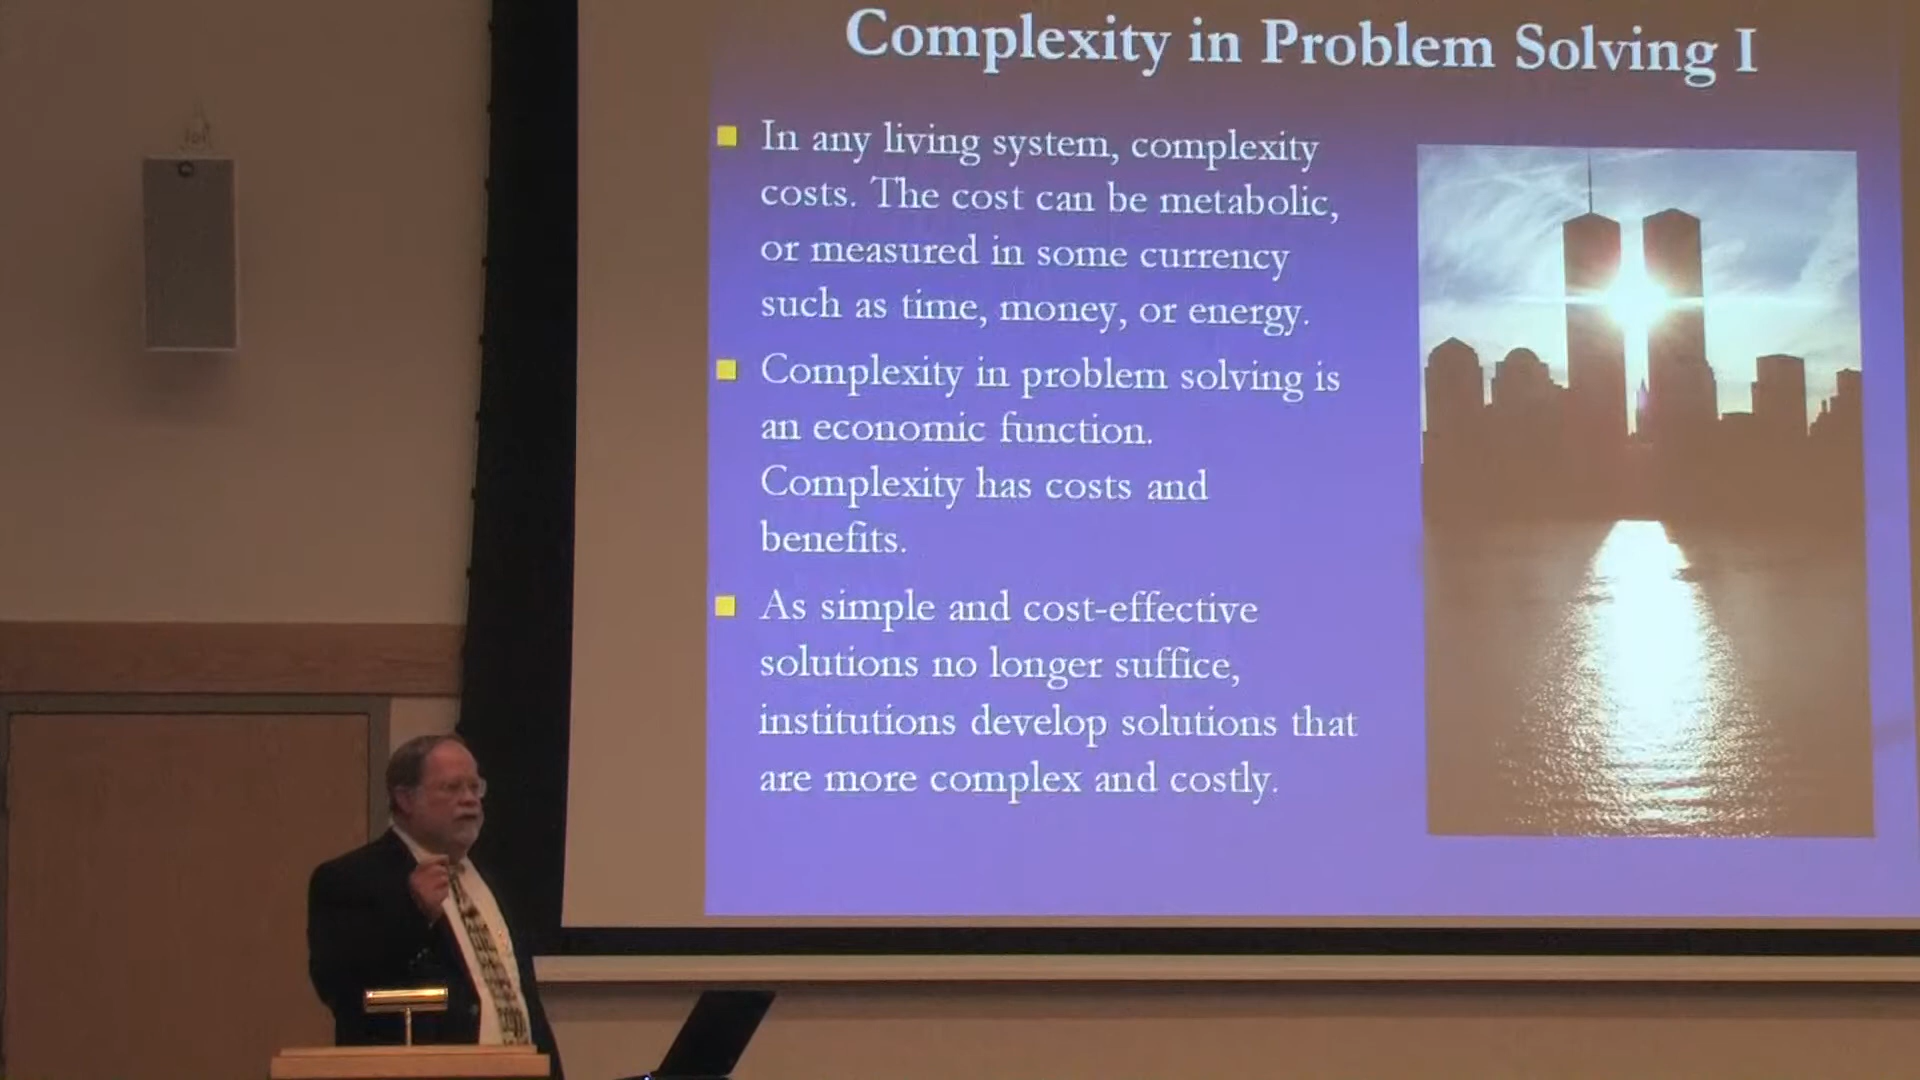 Complexity in Problem Solving I
In any living system, complexity
costs. The cost can be metabolic,
or measured in some currency
such as time, money, or energy.
Complexity in problem solving is
an economic function.
Complexity has costs and
benefits.
As simple and cost-effective
solutions no longer suffice,
institutions develop solutions that
are more complex and costly.